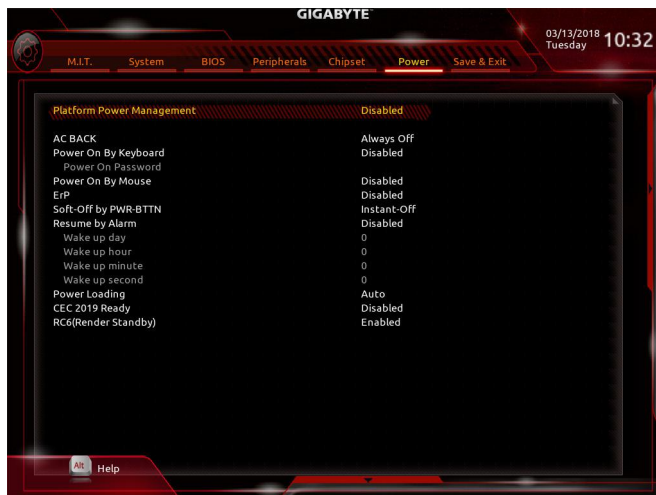 GIGABYTE
03/13/2018 10:32
Tuesday
M.I.T. System BIOS Peripherals Chipset Power Save & Exit
Platform Power Management Disabled
AC BACK Always Off
Power On By Keyboard Disabled
Power On Password
Power On By Mouse Disabled
ErP Disabled
Soft-Off by PWR-BTTN Instant-Off
Resume by Alarm Disabled
Wake up day 0
Wake up hour 0
Wake up minute 0
Wake up second 0
Power Loading Auto
CEC 2019 Ready Disabled
RC6(Render Standby) Enabled
Alt Help